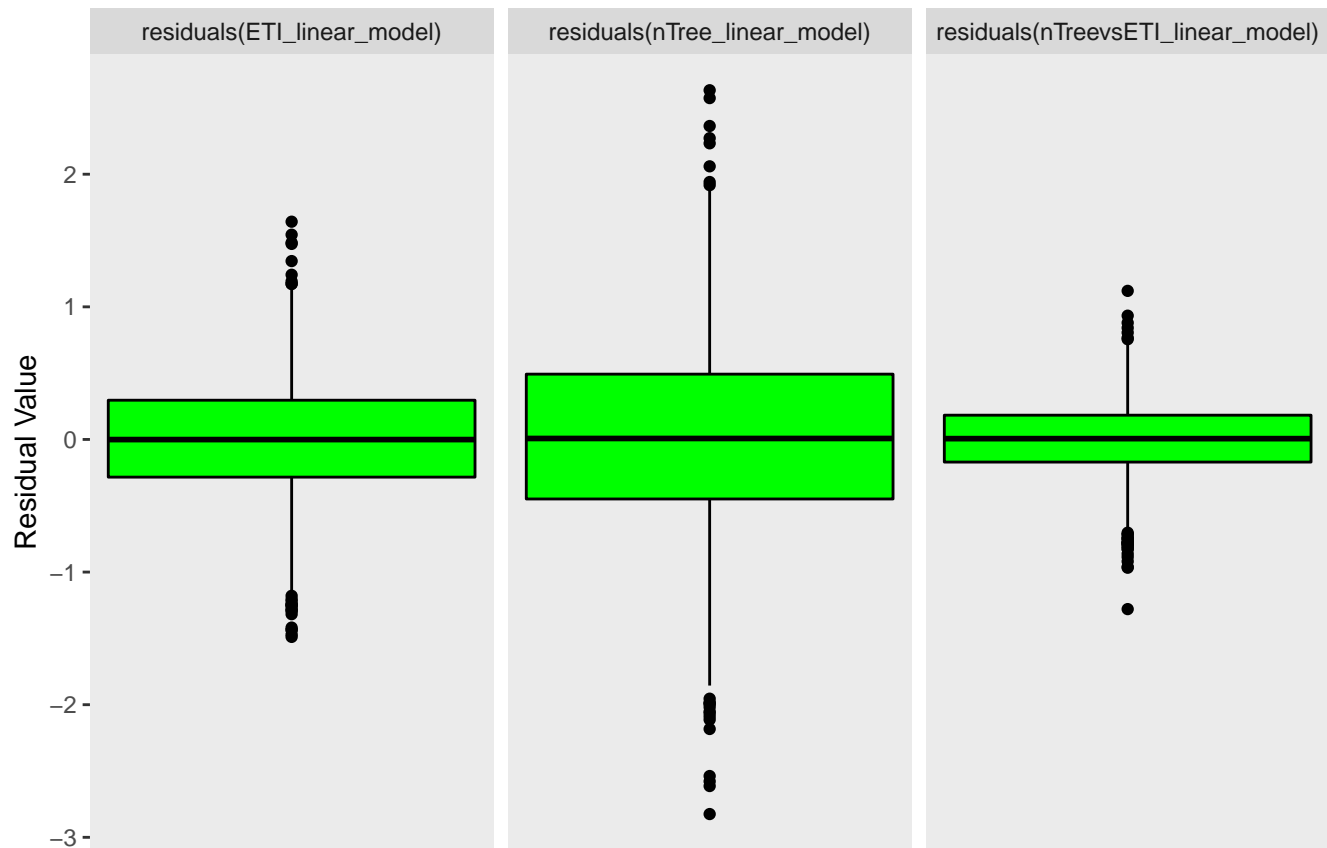 residuals(ETI_linear_model)
residuals(nTree_linear_model)
residuals(nTreevsETI_linear_model)
Residual Value
2
1
0
−1
−2
−3